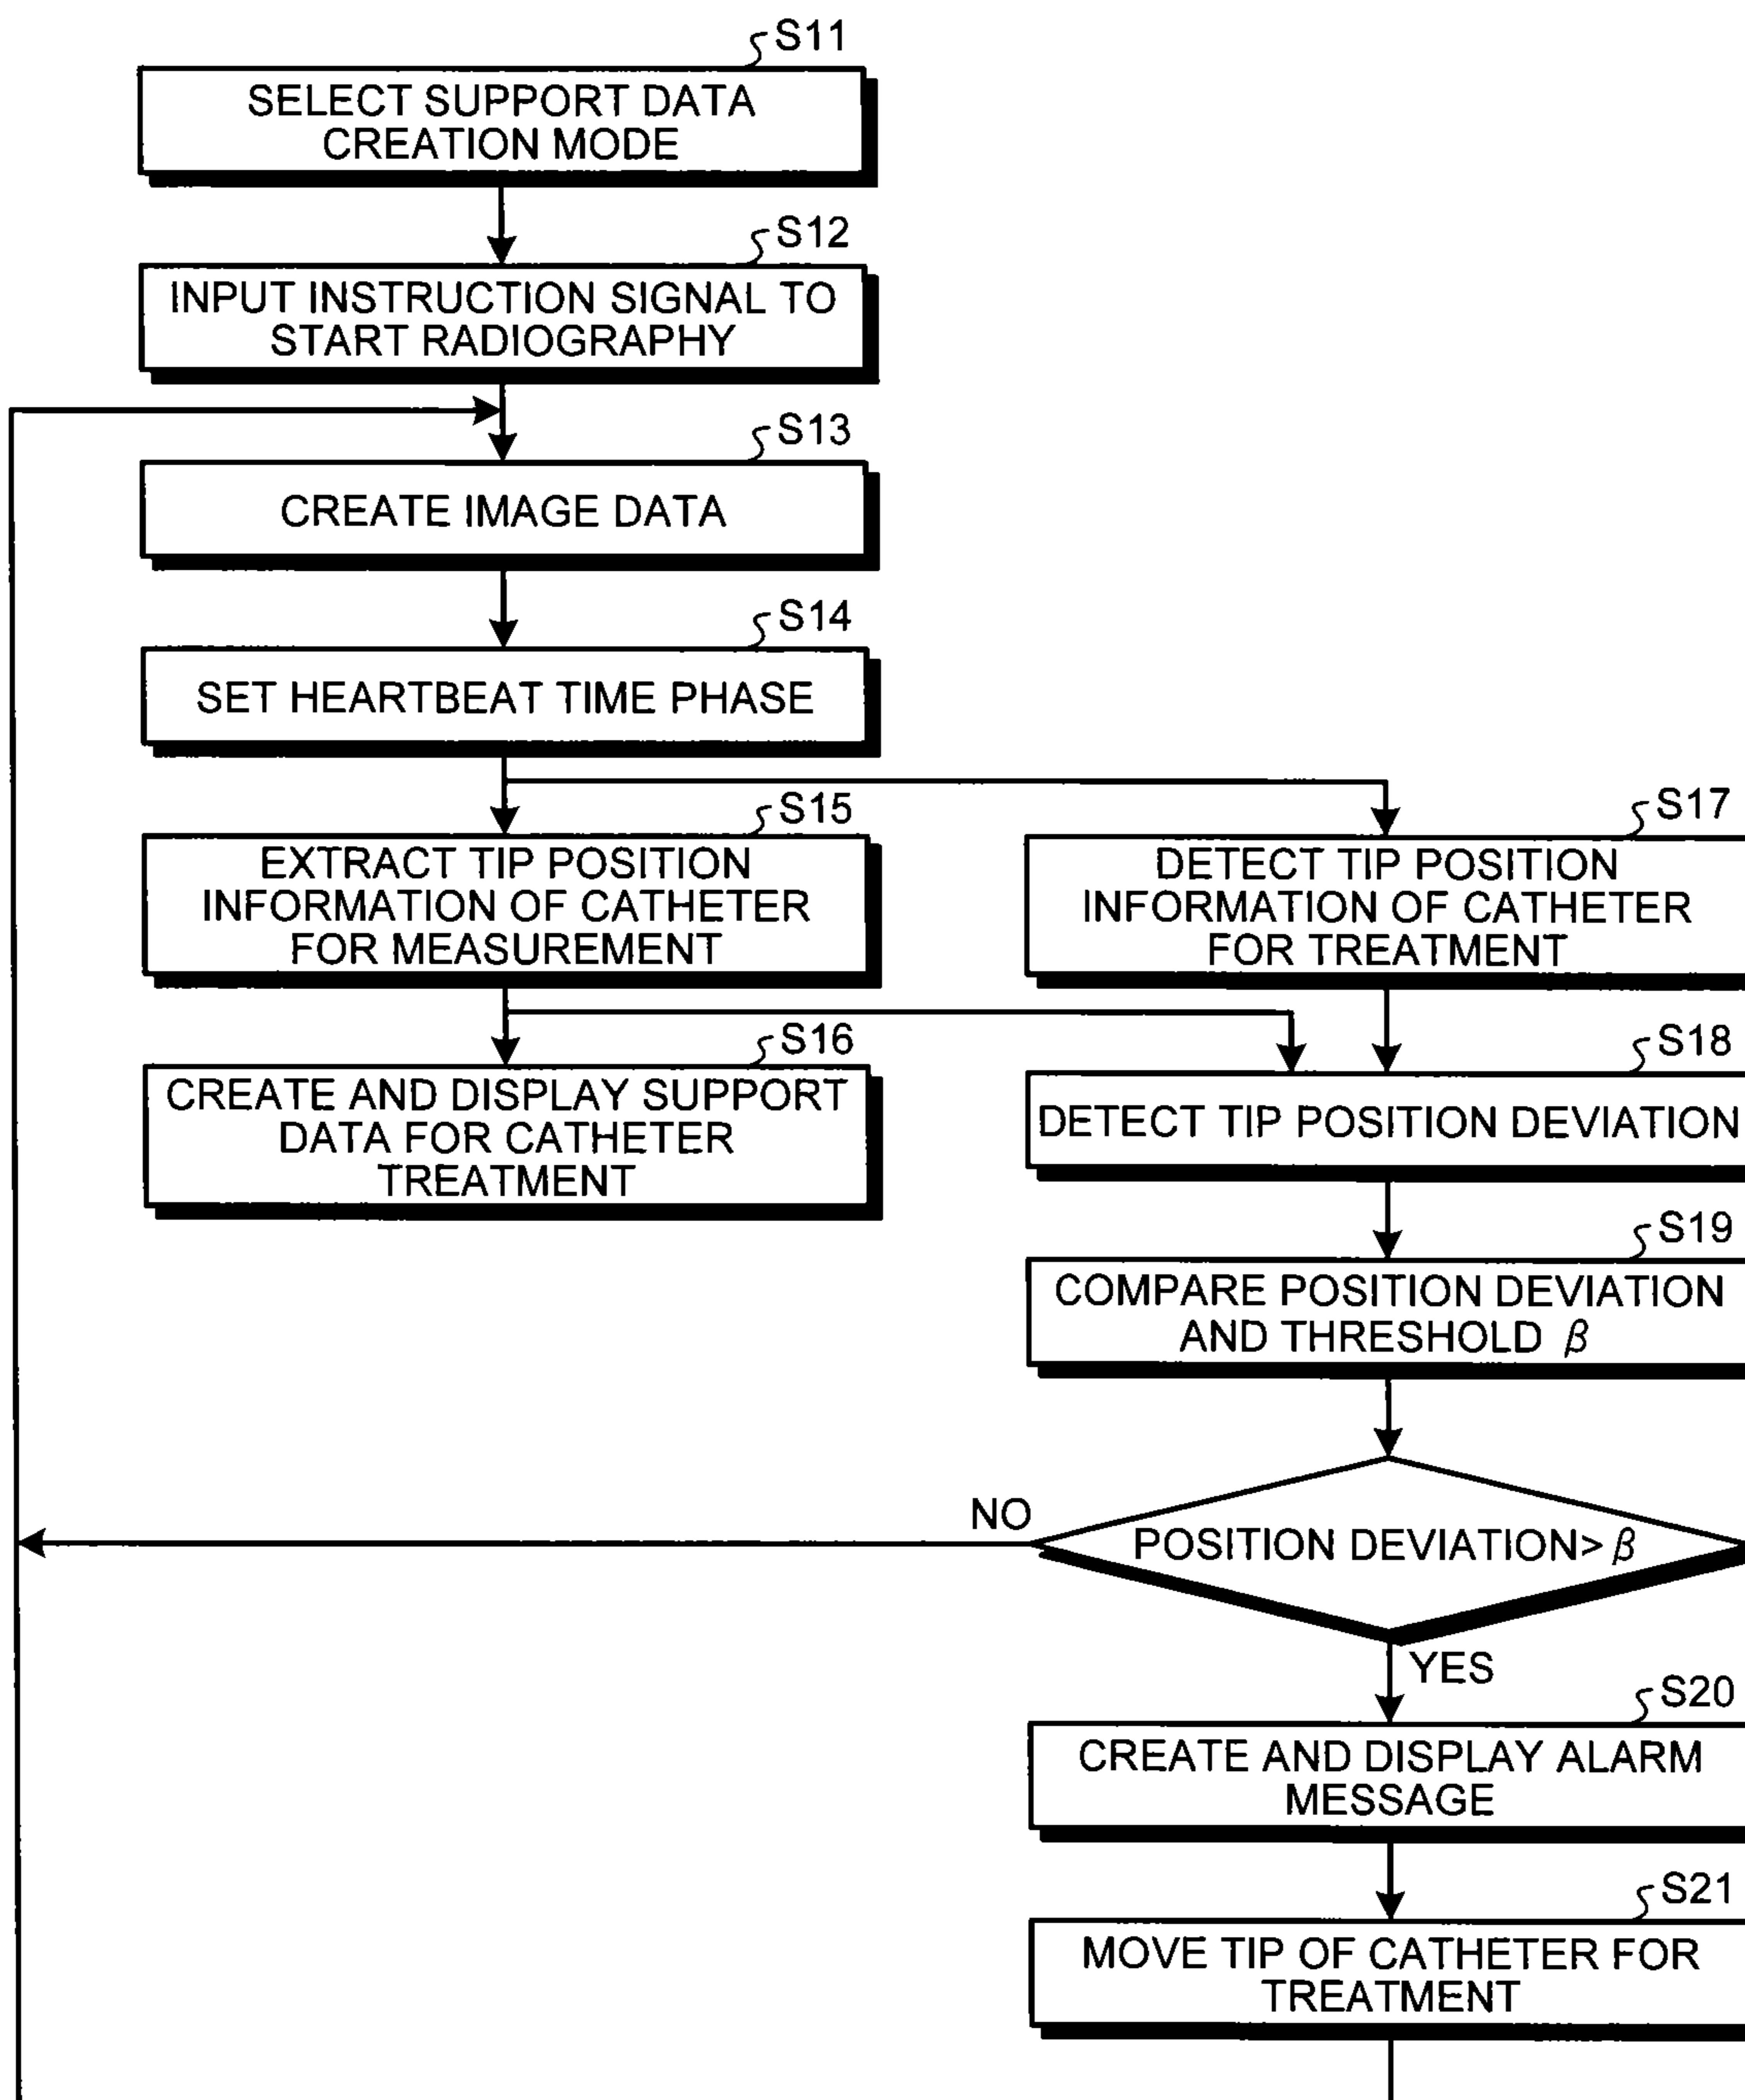 S11
SELECT SUPPORT DATA
CREATION MODE
S12
INPUT INSTRUCTION SIGNAL TO
START RADIOGRAPHY
S13
CREATE IMAGE DATA
S14
SET HEARTBEAT TIME PHASE
S15
EXTRACT TIP POSITION
INFORMATION OF CATHETER
FOR MEASUREMENT
S16
CREATE AND DISPLAY SUPPORT
DATA FOR CATHETER
TREATMENT
S17
DETECT TIP POSITION
INFORMATION OF CATHETER
FOR TREATMENT
S18
DETECT TIP POSITION DEVIATION
S19
COMPARE POSITION DEVIATION
AND THRESHOLD β
POSITION DEVIATION> β
NO
YES
S20
CREATE AND DISPLAY ALARM
MESSAGE
S21
MOVE TIP OF CATHETER FOR
TREATMENT